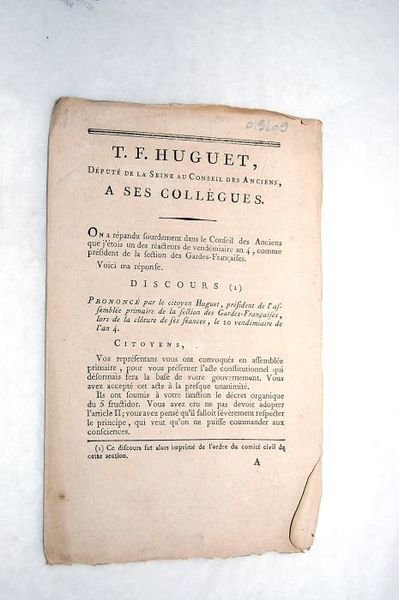 T. F. HUGUET,
DÉPUTÉ DE LA SEINE AU CONSEIL DES ANCIENS,
A SES COLLÈGUES.
ON a répandu sourdement dans le Conseil des Anciens
que j'étois un des réacteurs de vendémiaire an 4, comme
président de la section des Gardes-Françaises.
Voici ma réponse.
DISCOURS (1)
PRONONCÉ par le citoyen Huguet, président de l'as-
semblée primaire de la section des Gardes-Françaises,
lors de la clôture de ses séances, le 10 vendémiaire de
l'an 4.
CITOYENS,
Vos représentans vous ont convoqués en assemblée
primaire, pour vous présenter l'acte constitutionnel qui
désormais fera la base de votre gouvernement. Vous
avez accepté cet acte à la presque unanimité.
Ils ont soumis à votre sanction le décret organique
du 5 fructidor. Vous avez cru ne pas devoir adopter
l'article II; vous avez pensé qu'il falloit sévèrement respecter
le principe, qui veut qu'on ne puisse commander aux
consciences.
(1) Ce discours fut alors imprimé de l'ordre du comité civil de
cette section.
A